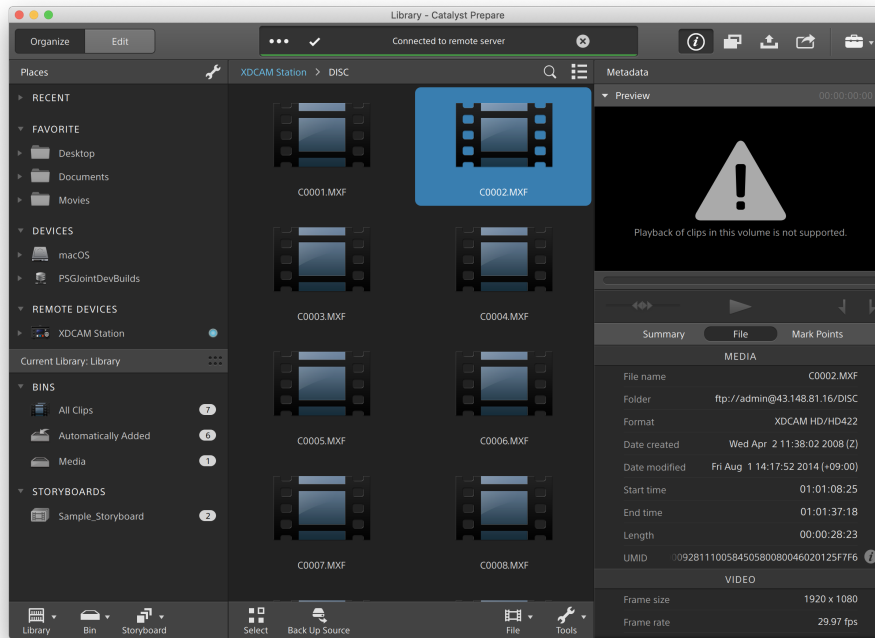 Library - Catalyst Prepare
Organize
Edit
Connected to remote server
Places
RECENT
FAVORITE
Desktop
Documents
Movies
DEVICES
macOS
PSGJointDevBuilds
REMOTE DEVICES
XDCAM Station
Current Library: Library
BINS
All Clips 7
Automatically Added 6
Media 1
STORYBOARDS
Sample_Storyboard 2
Library
Bin
Storyboard
XDCAM Station > DISC
C0001.MXF
C0002.MXF
C0003.MXF
C0004.MXF
C0005.MXF
C0006.MXF
C0007.MXF
C0008.MXF
Select
Back Up Source
File
Tools
Metadata
Preview 00:00:00:00
Playback of clips in this volume is not supported.
Summary
File
Mark Points
MEDIA
File name C0002.MXF
Folder ftp://admin@43.148.81.16/DISC
Format XDCAM HD/HD422
Date created Wed Apr 2 11:38:02 2008 (Z)
Date modified Fri Aug 1 14:17:52 2014 (+09:00)
Start time 01:01:08:25
End time 01:01:37:18
Length 00:00:28:23
UMID 0092811100584505800800460201 25F7F6
VIDEO
Frame size 1920 x 1080
Frame rate 29.97 fps